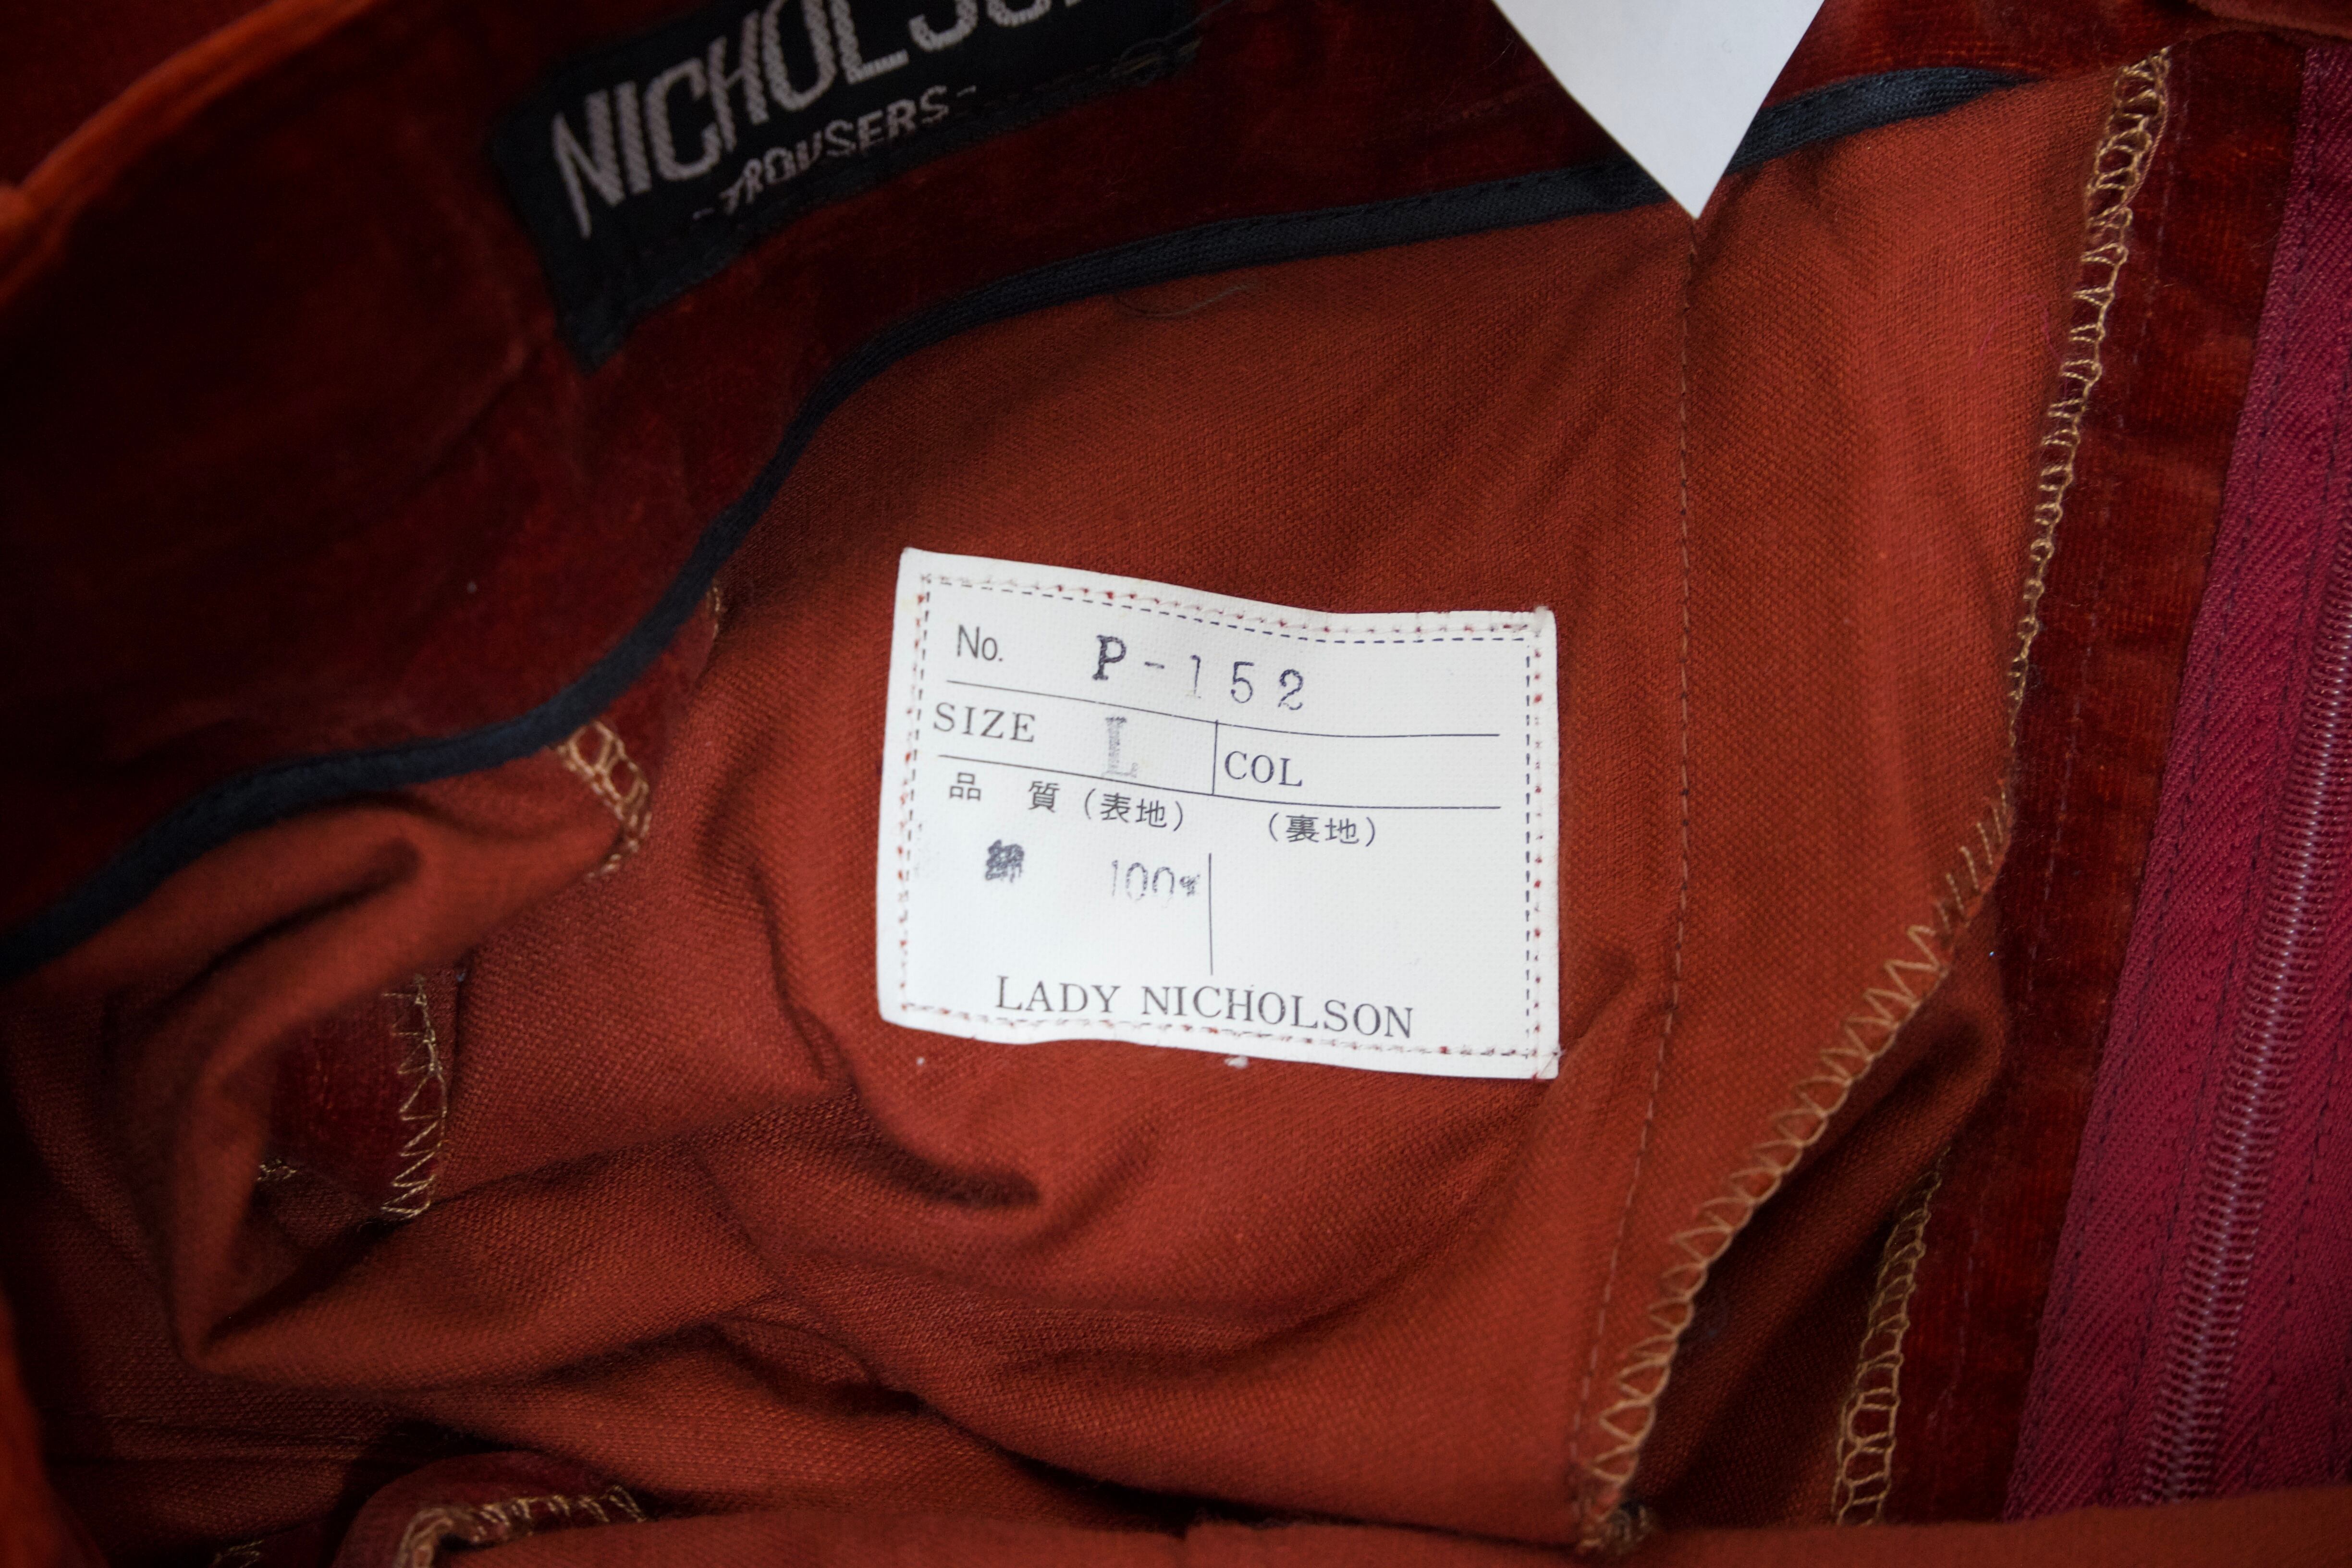 NICHOLSON
-TROUSERS-
No. P-152
SIZE L COL
品 質 (表地) (裏地)
綿 100%
LADY NICHOLSON